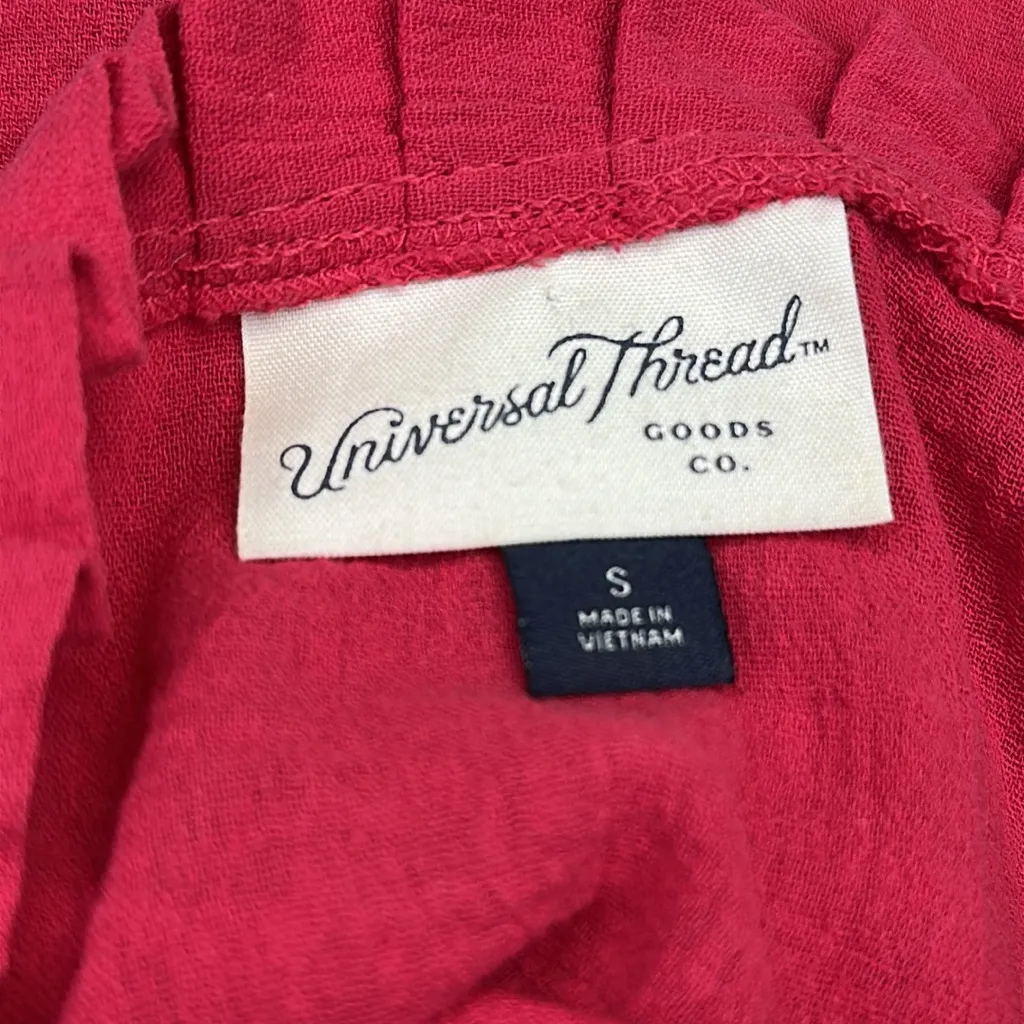 Universal Thread™
GOODS
CO.
S
MADE IN
VIETNAM